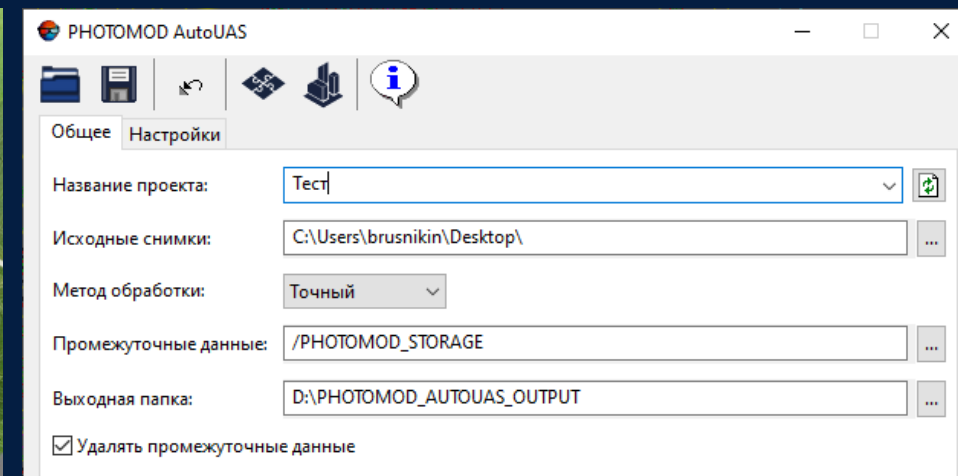 PHOTOMOD AutoUAS
Общее Настройки
Название проекта: Тест
Исходные снимки: C:\Users\brusnikin\Desktop\ ...
Метод обработки: Точный
Промежуточные данные: /PHOTOMOD_STORAGE ...
Выходная папка: D:\PHOTOMOD_AUTOUAS_OUTPUT ...
Удалять промежуточные данные